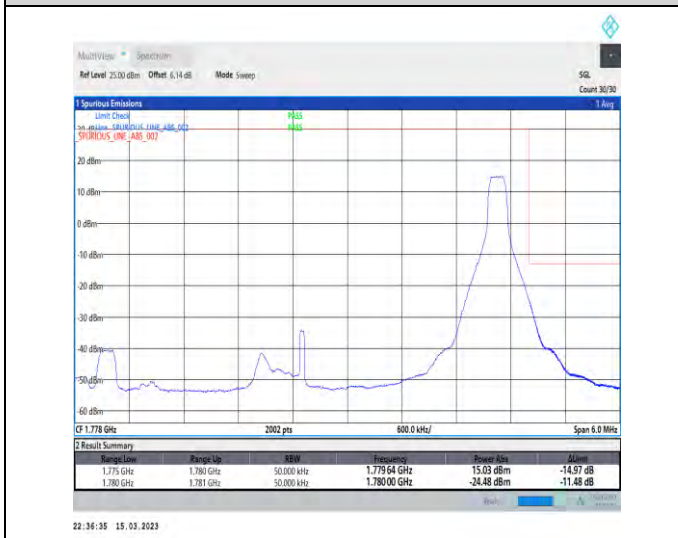 MultiView Spectrum
Ref Level 25.00 dBm Offset 6.14 dB Mode Sweep SGL
Count 30/30
1 Spurious Emissions 1 Avg
Limit Check PASS
Line _SPURIOUS_LINE_ABS_002 PASS
_SPURIOUS_LINE_ABS_002
20 dBm
10 dBm
0 dBm
-10 dBm
-20 dBm
-30 dBm
-40 dBm
-50 dBm
-60 dBm
CF 1.778 GHz 2002 pts 600.0 kHz/ Span 6.0 MHz
2 Result Summary
Range Low Range Up RBW Frequency Power Abs ΔLimit
1.775 GHz 1.780 GHz 50.000 kHz 1.779 64 GHz 15.03 dBm -14.97 dB
1.780 GHz 1.781 GHz 50.000 kHz 1.780 00 GHz -24.48 dBm -11.48 dB
22:36:35 15.03.2023